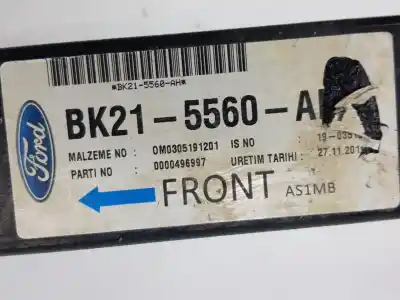 *BK21-5560-AH*
Ford
BK21-5560-
MALZEME NO : OM0305191201 IS NO :
PARTI NO : 0000496997 URETIM TARIHI : 27.11.201
FRONT AS1MB